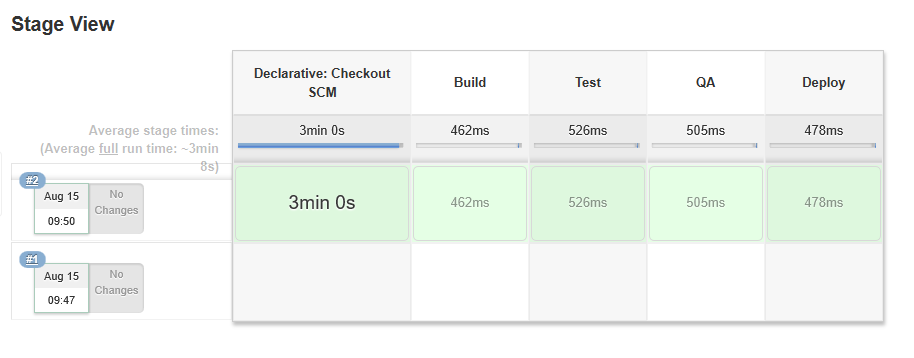 Stage View
Declarative: Checkout
SCM
Build
Test
QA
Deploy
Average stage times:
(Average full run time: ~3min
8s)
3min 0s
462ms
526ms
505ms
478ms
#2
Aug 15
09:50
No
Changes
3min 0s
462ms
526ms
505ms
478ms
#1
Aug 15
09:47
No
Changes